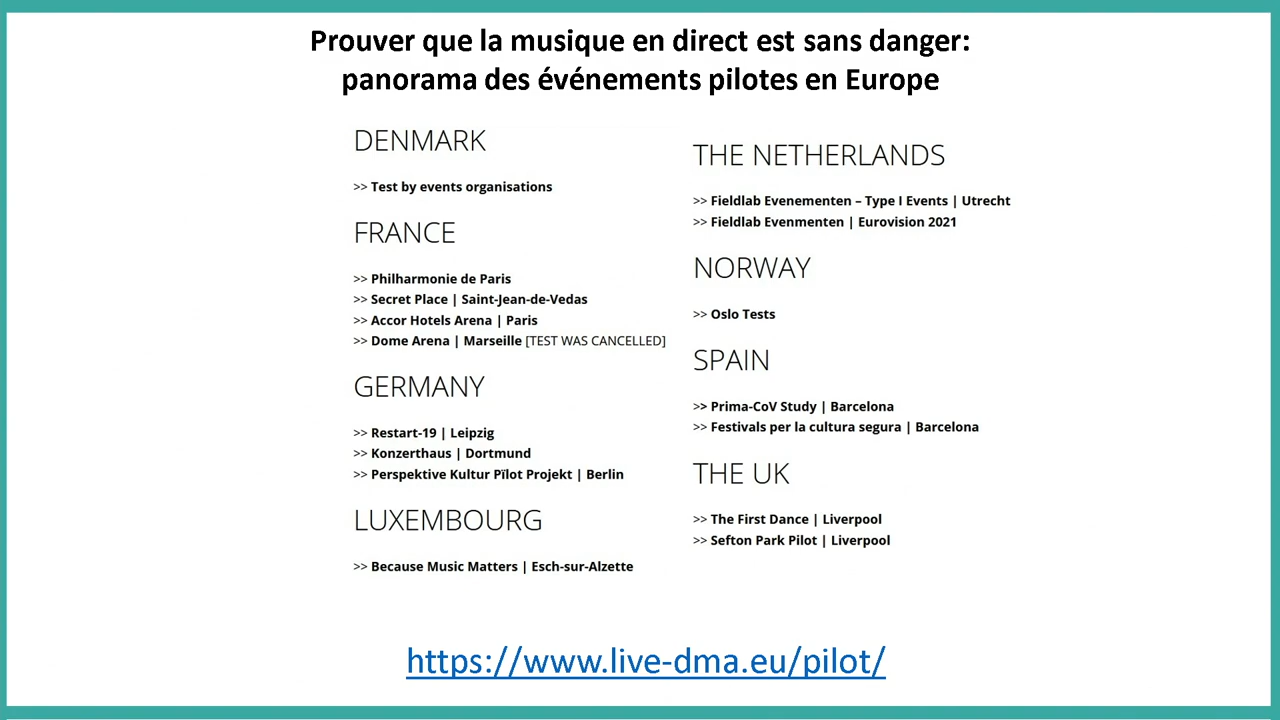 Prouver que la musique en direct est sans danger:
panorama des événements pilotes en Europe
DENMARK
>> Test by events organisations
FRANCE
>> Philharmonie de Paris
>> Secret Place | Saint-Jean-de-Vedas
>> Accor Hotels Arena | Paris
>> Dome Arena | Marseille [TEST WAS CANCELLED]
GERMANY
>> Restart-19 | Leipzig
>> Konzerthaus | Dortmund
>> Perspektive Kultur Pïlot Projekt | Berlin
LUXEMBOURG
>> Because Music Matters | Esch-sur-Alzette
THE NETHERLANDS
>> Fieldlab Evenementen – Type I Events | Utrecht
>> Fieldlab Evenmenten | Eurovision 2021
NORWAY
>> Oslo Tests
SPAIN
>> Prima-CoV Study | Barcelona
>> Festivals per la cultura segura | Barcelona
THE UK
>> The First Dance | Liverpool
>> Sefton Park Pilot | Liverpool
https://www.live-dma.eu/pilot/